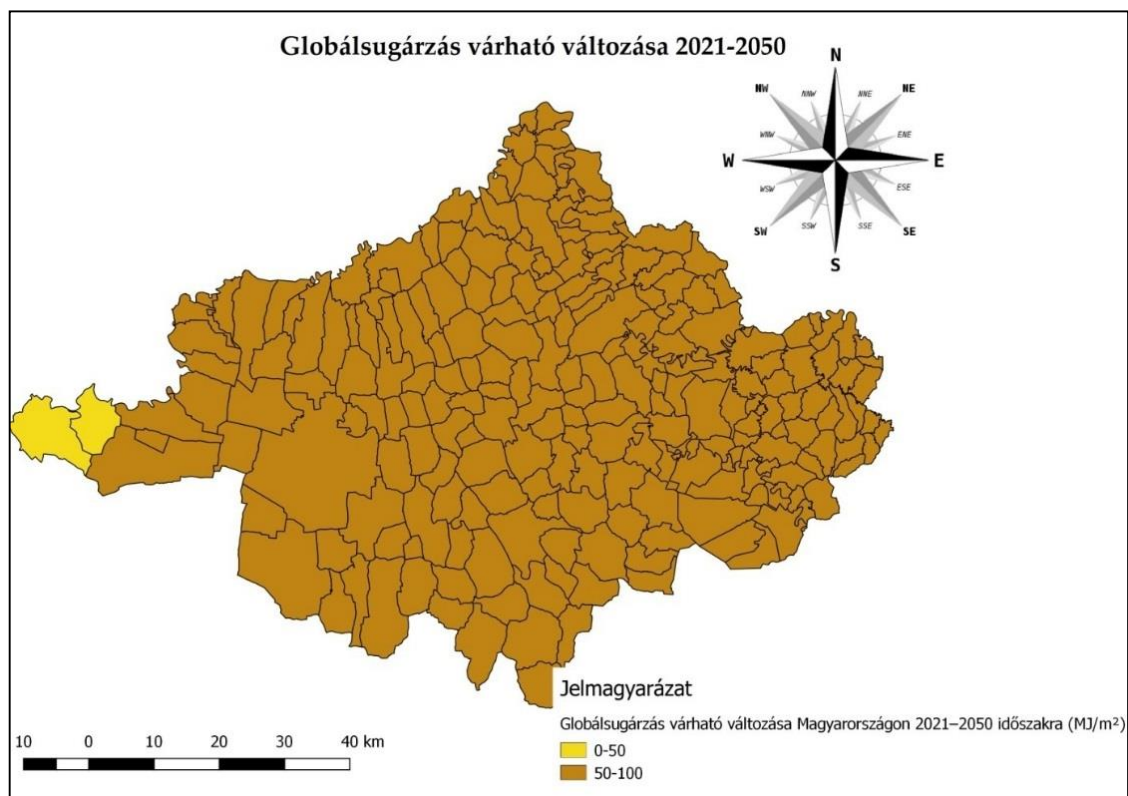 Globálsugárzás várható változása 2021-2050
N
NNW
NNE
NW
NE
WNW
ENE
W
E
WSW
ESE
SW
SSW
SSE
SE
S
Jelmagyarázat
Globálsugárzás várható változása Magyarországon 2021–2050 időszakra (MJ/m²)
0-50
50-100
10 0 10 20 30 40 km